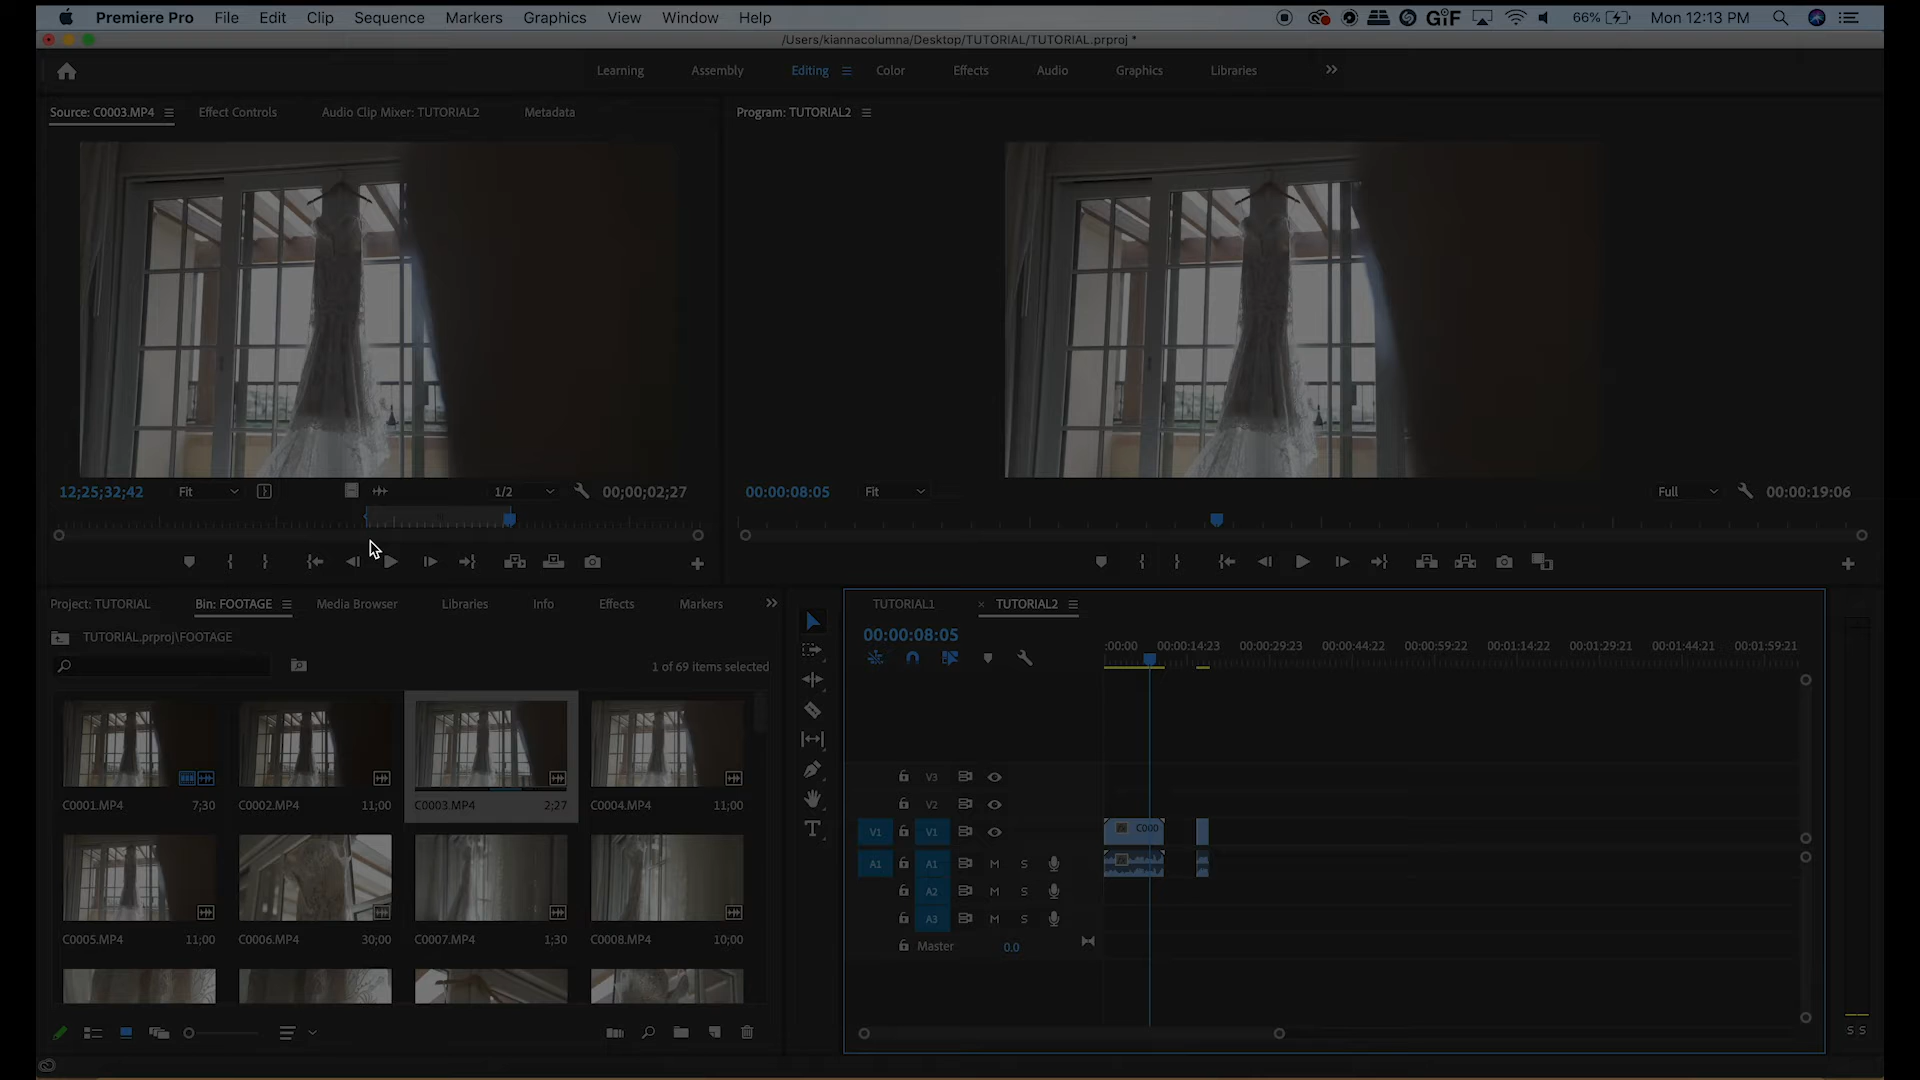 Premiere Pro File Edit Clip Sequence Markers Graphics View Window Help GiF 66% Mon 12:13 PM
/Users/kiannacolumna/Desktop/TUTORIAL/TUTORIAL.prproj *
Learning Assembly Editing Color Effects Audio Graphics Libraries
Source: C0003.MP4 Effect Controls Audio Clip Mixer: TUTORIAL2 Metadata
Program: TUTORIAL2
12;25;32;42 Fit 1/2 00;00;02;27
00:00:08:05 Fit Full 00:00:19:06
Project: TUTORIAL Bin: FOOTAGE Media Browser Libraries Info Effects Markers
TUTORIAL.prproj\FOOTAGE
1 of 69 items selected
C0001.MP4 7;30 C0002.MP4 11;00 C0003.MP4 2;27 C0004.MP4 11;00
C0005.MP4 11;00 C0006.MP4 30;00 C0007.MP4 1;30 C0008.MP4 10;00
TUTORIAL1 × TUTORIAL2
00:00:08:05
:00:00 00:00:14:23 00:00:29:23 00:00:44:22 00:00:59:22 00:01:14:22 00:01:29:21 00:01:44:21 00:01:59:21
V3
V2
V1 V1 C000
A1 A1 M S
A2 M S
A3 M S
Master 0.0
S S